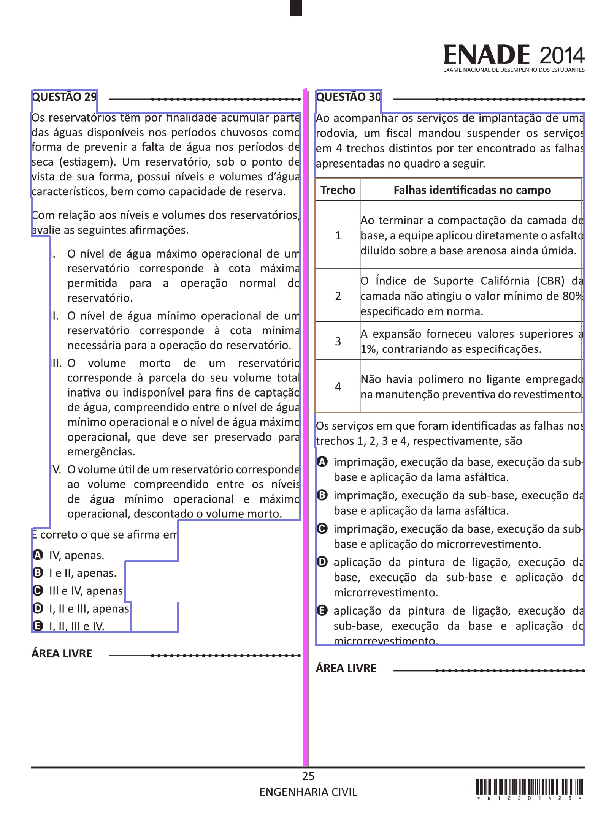 ENADE 2014
EXAME NACIONAL DE DESEMPENHO DOS ESTUDANTES
QUESTÃO 29
Os reservatórios têm por finalidade acumular parte
das águas disponíveis nos períodos chuvosos como
forma de prevenir a falta de água nos períodos de
seca (estiagem). Um reservatório, sob o ponto de
vista de sua forma, possui níveis e volumes d’água
característicos, bem como capacidade de reserva.
Com relação aos níveis e volumes dos reservatórios,
avalie as seguintes afirmações.
I. O nível de água máximo operacional de um
reservatório corresponde à cota máxima
permitida para a operação normal do
reservatório.
II. O nível de água mínimo operacional de um
reservatório corresponde à cota mínima
necessária para a operação do reservatório.
III. O volume morto de um reservatório
corresponde à parcela do seu volume total
inativa ou indisponível para fins de captação
de água, compreendido entre o nível de água
mínimo operacional e o nível de água máximo
operacional, que deve ser preservado para
emergências.
IV. O volume útil de um reservatório corresponde
ao volume compreendido entre os níveis
de água mínimo operacional e máximo
operacional, descontado o volume morto.
É correto o que se afirma em
A IV, apenas.
B I e II, apenas.
C III e IV, apenas
D I, II e III, apenas
E I, II, III e IV.
ÁREA LIVRE
QUESTÃO 30
Ao acompanhar os serviços de implantação de uma
rodovia, um fiscal mandou suspender os serviços
em 4 trechos distintos por ter encontrado as falhas
apresentadas no quadro a seguir.
Trecho Falhas identificadas no campo
1 Ao terminar a compactação da camada de
base, a equipe aplicou diretamente o asfalto
diluído sobre a base arenosa ainda úmida.
2 O Índice de Suporte Califórnia (CBR) da
camada não atingiu o valor mínimo de 80%
especificado em norma.
3 A expansão forneceu valores superiores a
1%, contrariando as especificações.
4 Não havia polímero no ligante empregado
na manutenção preventiva do revestimento.
Os serviços em que foram identificadas as falhas nos
trechos 1, 2, 3 e 4, respectivamente, são
A imprimação, execução da base, execução da sub-
base e aplicação da lama asfáltica.
B imprimação, execução da sub-base, execução da
base e aplicação da lama asfáltica.
C imprimação, execução da base, execução da sub-
base e aplicação do microrrevestimento.
D aplicação da pintura de ligação, execução da
base, execução da sub-base e aplicação do
microrrevestimento.
E aplicação da pintura de ligação, execução da
sub-base, execução da base e aplicação do
microrrevestimento.
ÁREA LIVRE
25
ENGENHARIA CIVIL